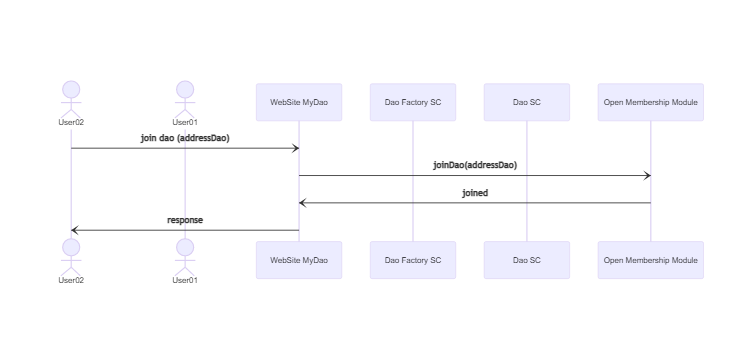 User02
User01
WebSite MyDao
Dao Factory SC
Dao SC
Open Membership Module
join dao (addressDao)
joinDao(addressDao)
joined
response
User02
User01
WebSite MyDao
Dao Factory SC
Dao SC
Open Membership Module